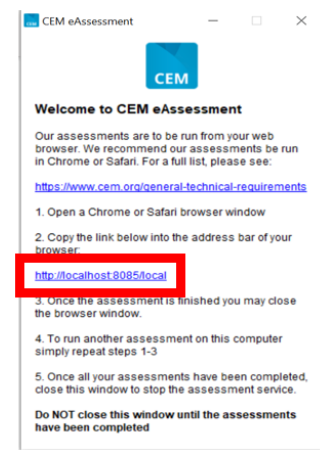 CEM eAssessment
CEM
Welcome to CEM eAssessment
Our assessments are to be run from your web
browser. We recommend our assessments be run
in Chrome or Safari. For a full list, please see:
https://www.cem.org/general-technical-requirements
1. Open a Chrome or Safari browser window
2. Copy the link below into the address bar of your
browser:
http://localhost:8085/local
3. Once the assessment is finished you may close
the browser window.
4. To run another assessment on this computer
simply repeat steps 1-3
5. Once all your assessments have been completed,
close this window to stop the assessment service.
Do NOT close this window until the assessments
have been completed